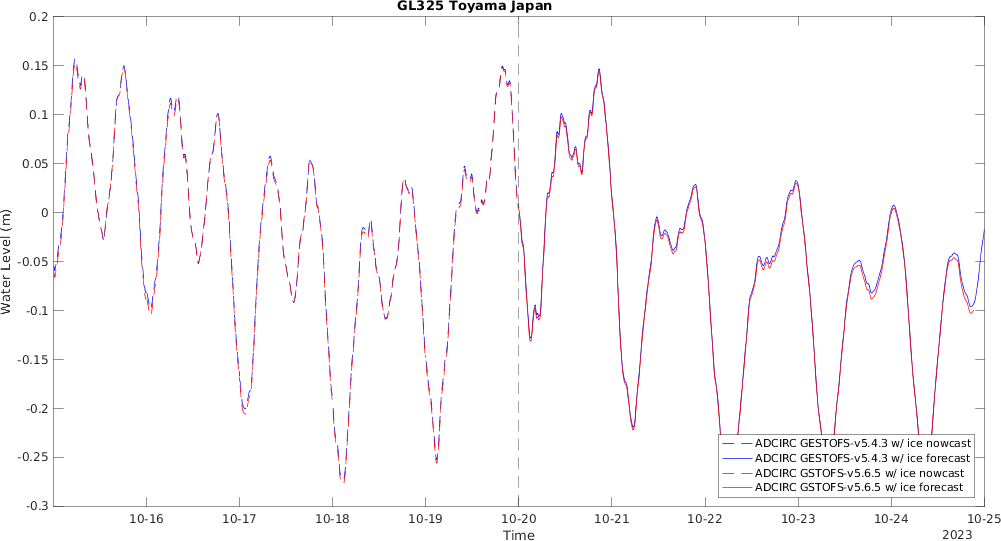 GL325 Toyama Japan
0.2
0.15
0.1
0.05
0
-0.05
-0.1
-0.15
-0.2
-0.25
-0.3
Water Level (m)
10-16 10-17 10-18 10-19 10-20 10-21 10-22 10-23 10-24 10-25
Time
2023
ADCIRC GESTOFS-v5.4.3 w/ ice nowcast
ADCIRC GESTOFS-v5.4.3 w/ ice forecast
ADCIRC GSTOFS-v5.6.5 w/ ice nowcast
ADCIRC GSTOFS-v5.6.5 w/ ice forecast